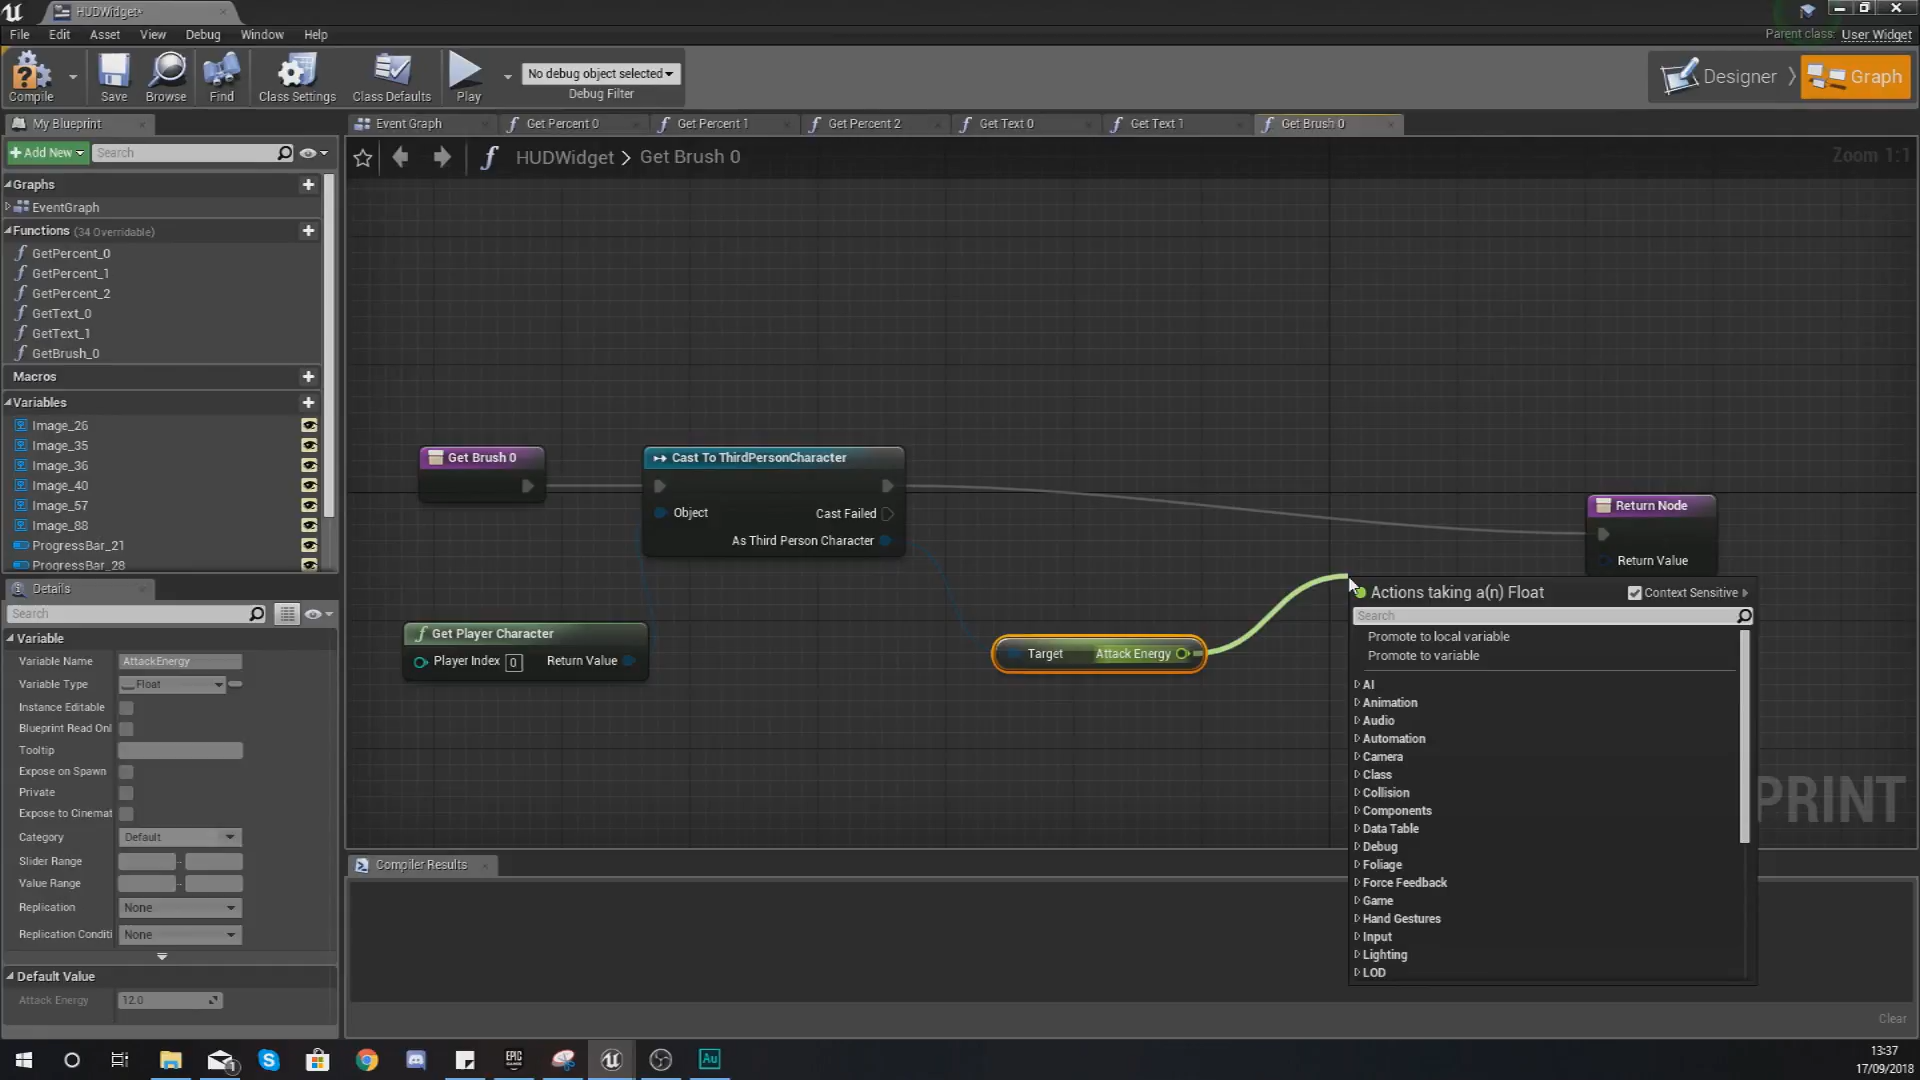 HUDWidget*
File Edit Asset View Debug Window Help
Parent class: User Widget
Compile
Save
Browse
Find
Class Settings
Class Defaults
Play
No debug object selected
Debug Filter
Designer
Graph
My Blueprint
Event Graph
Get Percent 0
Get Percent 1
Get Percent 2
Get Text 0
Get Text 1
Get Brush 0
+ Add New
Search
HUDWidget > Get Brush 0
Zoom 1:1
Graphs
EventGraph
Functions (34 Overridable)
GetPercent_0
GetPercent_1
GetPercent_2
GetText_0
GetText_1
GetBrush_0
Macros
Variables
Image_26
Image_35
Image_36
Image_40
Image_57
Image_88
ProgressBar_21
ProgressBar_28
Details
Search
Variable
Variable Name AttackEnergy
Variable Type Float
Instance Editable
Blueprint Read Onl
Tooltip
Expose on Spawn
Private
Expose to Cinemat
Category Default
Slider Range
Value Range
Replication None
Replication Conditi None
Default Value
Attack Energy 12.0
Get Brush 0
Cast To ThirdPersonCharacter
Object
Cast Failed
As Third Person Character
Get Player Character
Player Index 0 Return Value
Target Attack Energy
Return Node
Return Value
Actions taking a(n) Float
Context Sensitive
Search
Promote to local variable
Promote to variable
AI
Animation
Audio
Automation
Camera
Class
Collision
Components
Data Table
Debug
Foliage
Force Feedback
Game
Hand Gestures
Input
Lighting
LOD
PRINT
Compiler Results
Clear
EPIC
GAMES
Au
1
13:37
17/09/2018